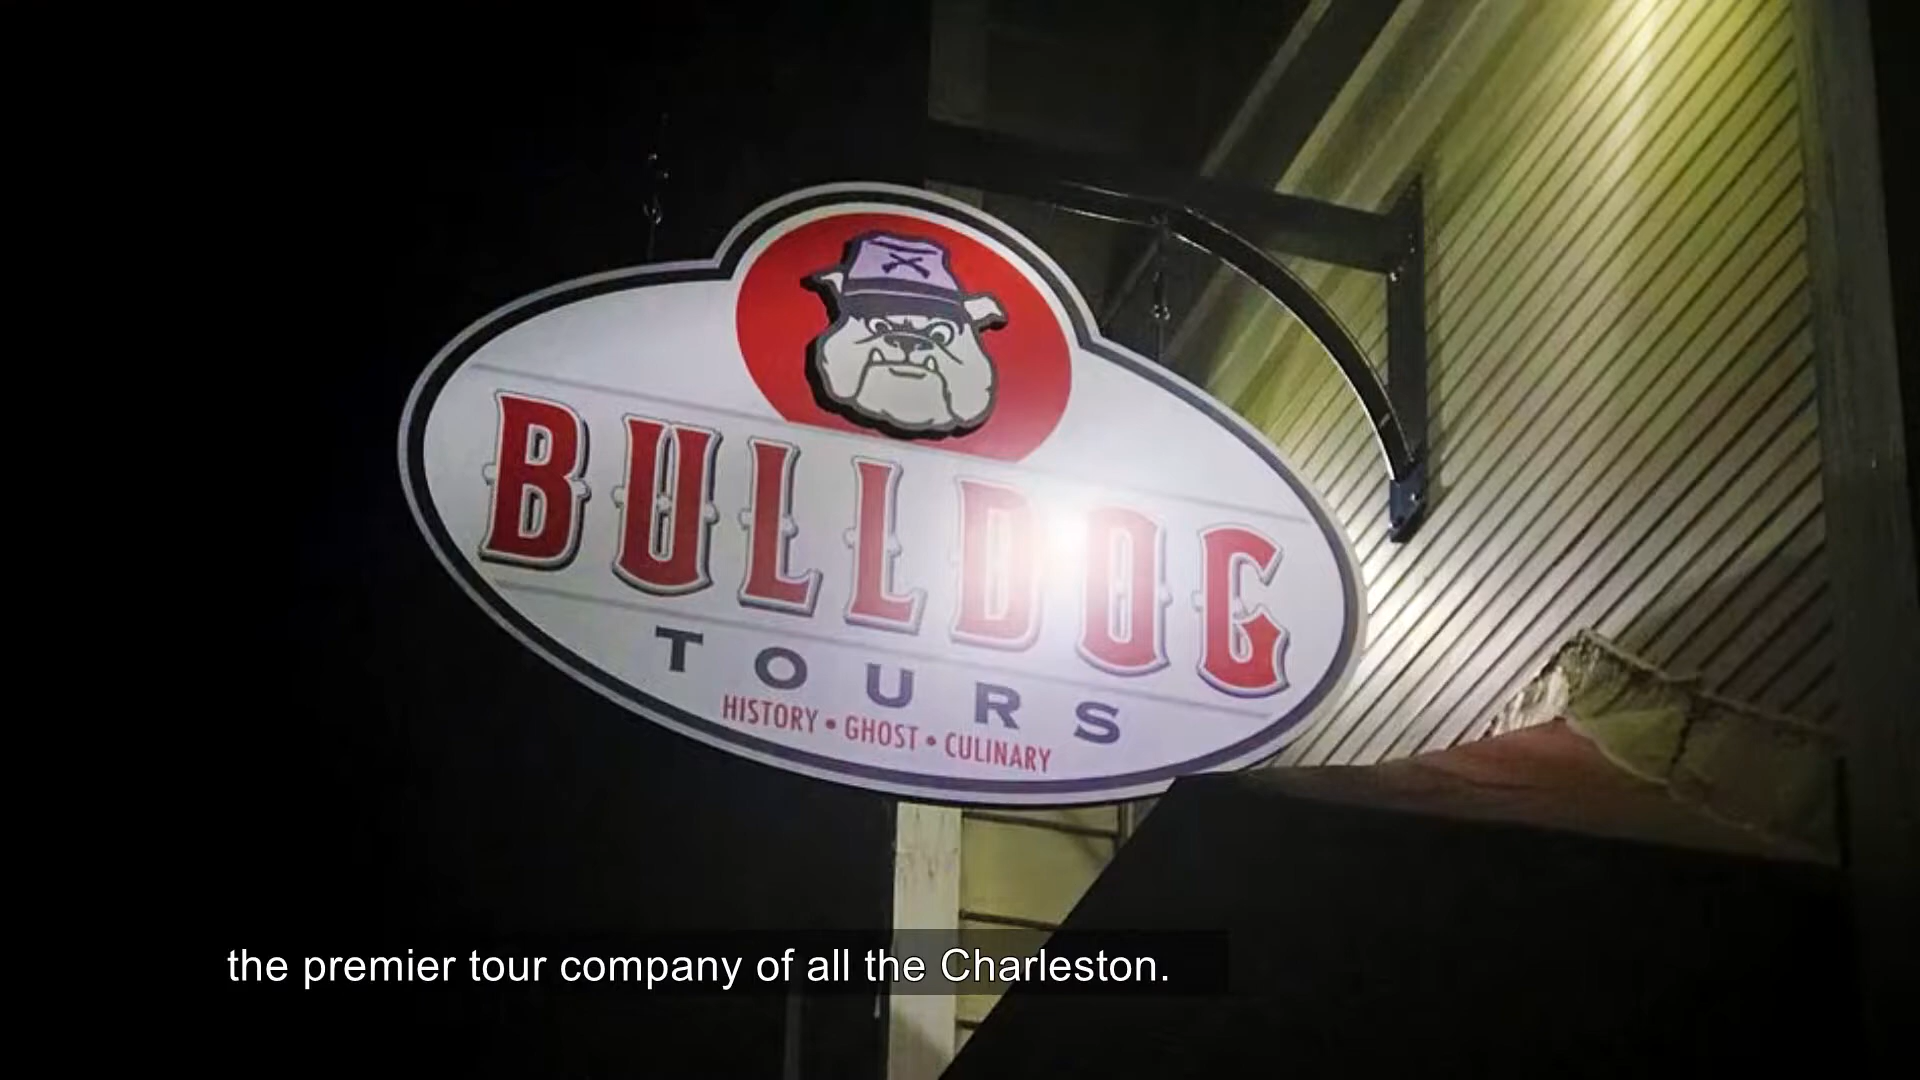 BULLDOG
TOURS
HISTORY • GHOST • CULINARY
the premier tour company of all the Charleston.